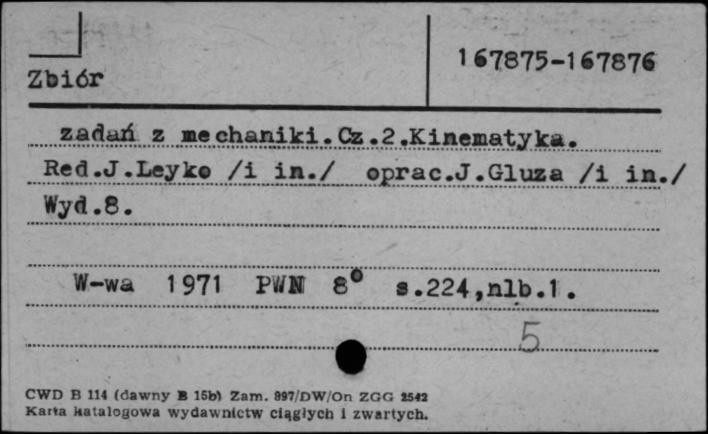 167875-167876
Zbiór
zadań z mechaniki.Cz.2.Kinematyka.
Red.J.Leyko /i in./ oprac.J.Gluza /i in./
Wyd.8.
W-wa 1971 PWN 8° s.224,nlb.1.
5
CWD B 114 (dawny B 15b) Zam. 897/DW/On ZGG 2542
Karta katalogowa wydawnictw ciągłych i zwartych.